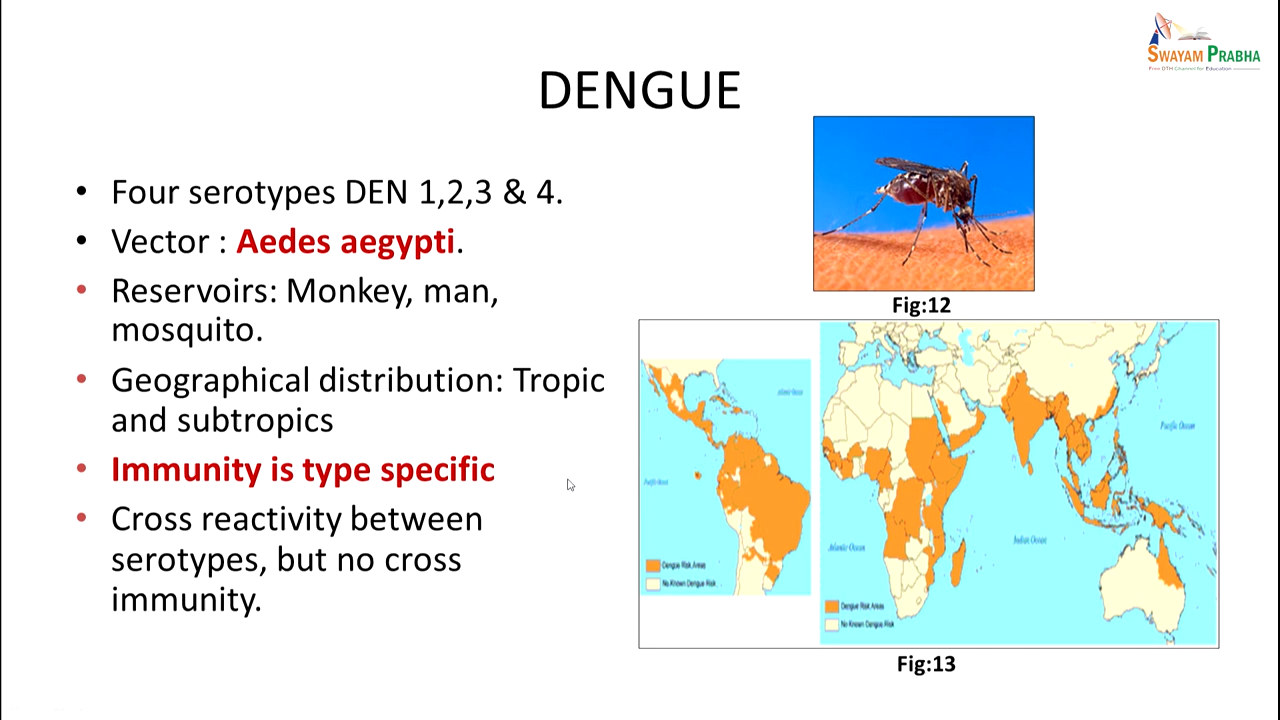 SWAYAM PRABHA
Free DTH Channel for Education
DENGUE
• Four serotypes DEN 1,2,3 & 4.
• Vector : Aedes aegypti.
• Reservoirs: Monkey, man,
mosquito.
• Geographical distribution: Tropic
and subtropics
• Immunity is type specific
• Cross reactivity between
serotypes, but no cross
immunity.
Fig:12
Atlantic Ocean
Pacific Ocean
Dengue Risk Areas
No Known Dengue Risk
Pacific Ocean
Indian Ocean
Atlantic Ocean
Dengue Risk Areas
No Known Dengue Risk
Fig:13